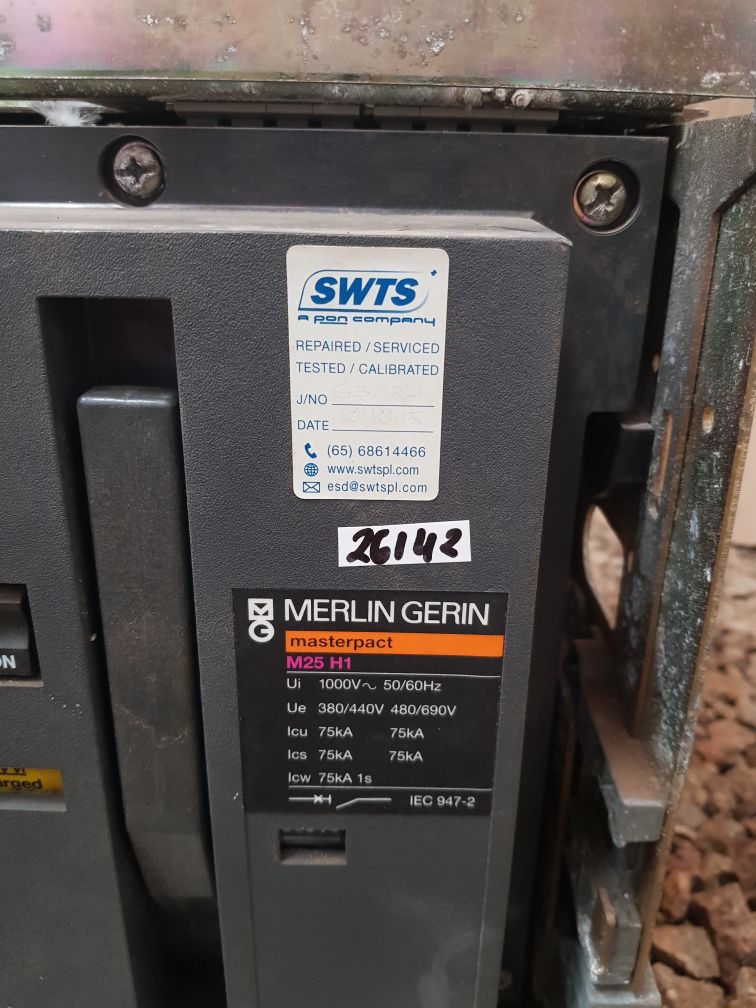 SWTS
a pon company
REPAIRED / SERVICED
TESTED / CALIBRATED
J/NO
DATE
(65) 68614466
www.swtspl.com
esd@swtspl.com
26142
MG MERLIN GERIN
masterpact
M25 H1
Ui 1000V~ 50/60Hz
Ue 380/440V 480/690V
Icu 75kA 75kA
Ics 75kA 75kA
Icw 75kA 1s
IEC 947-2